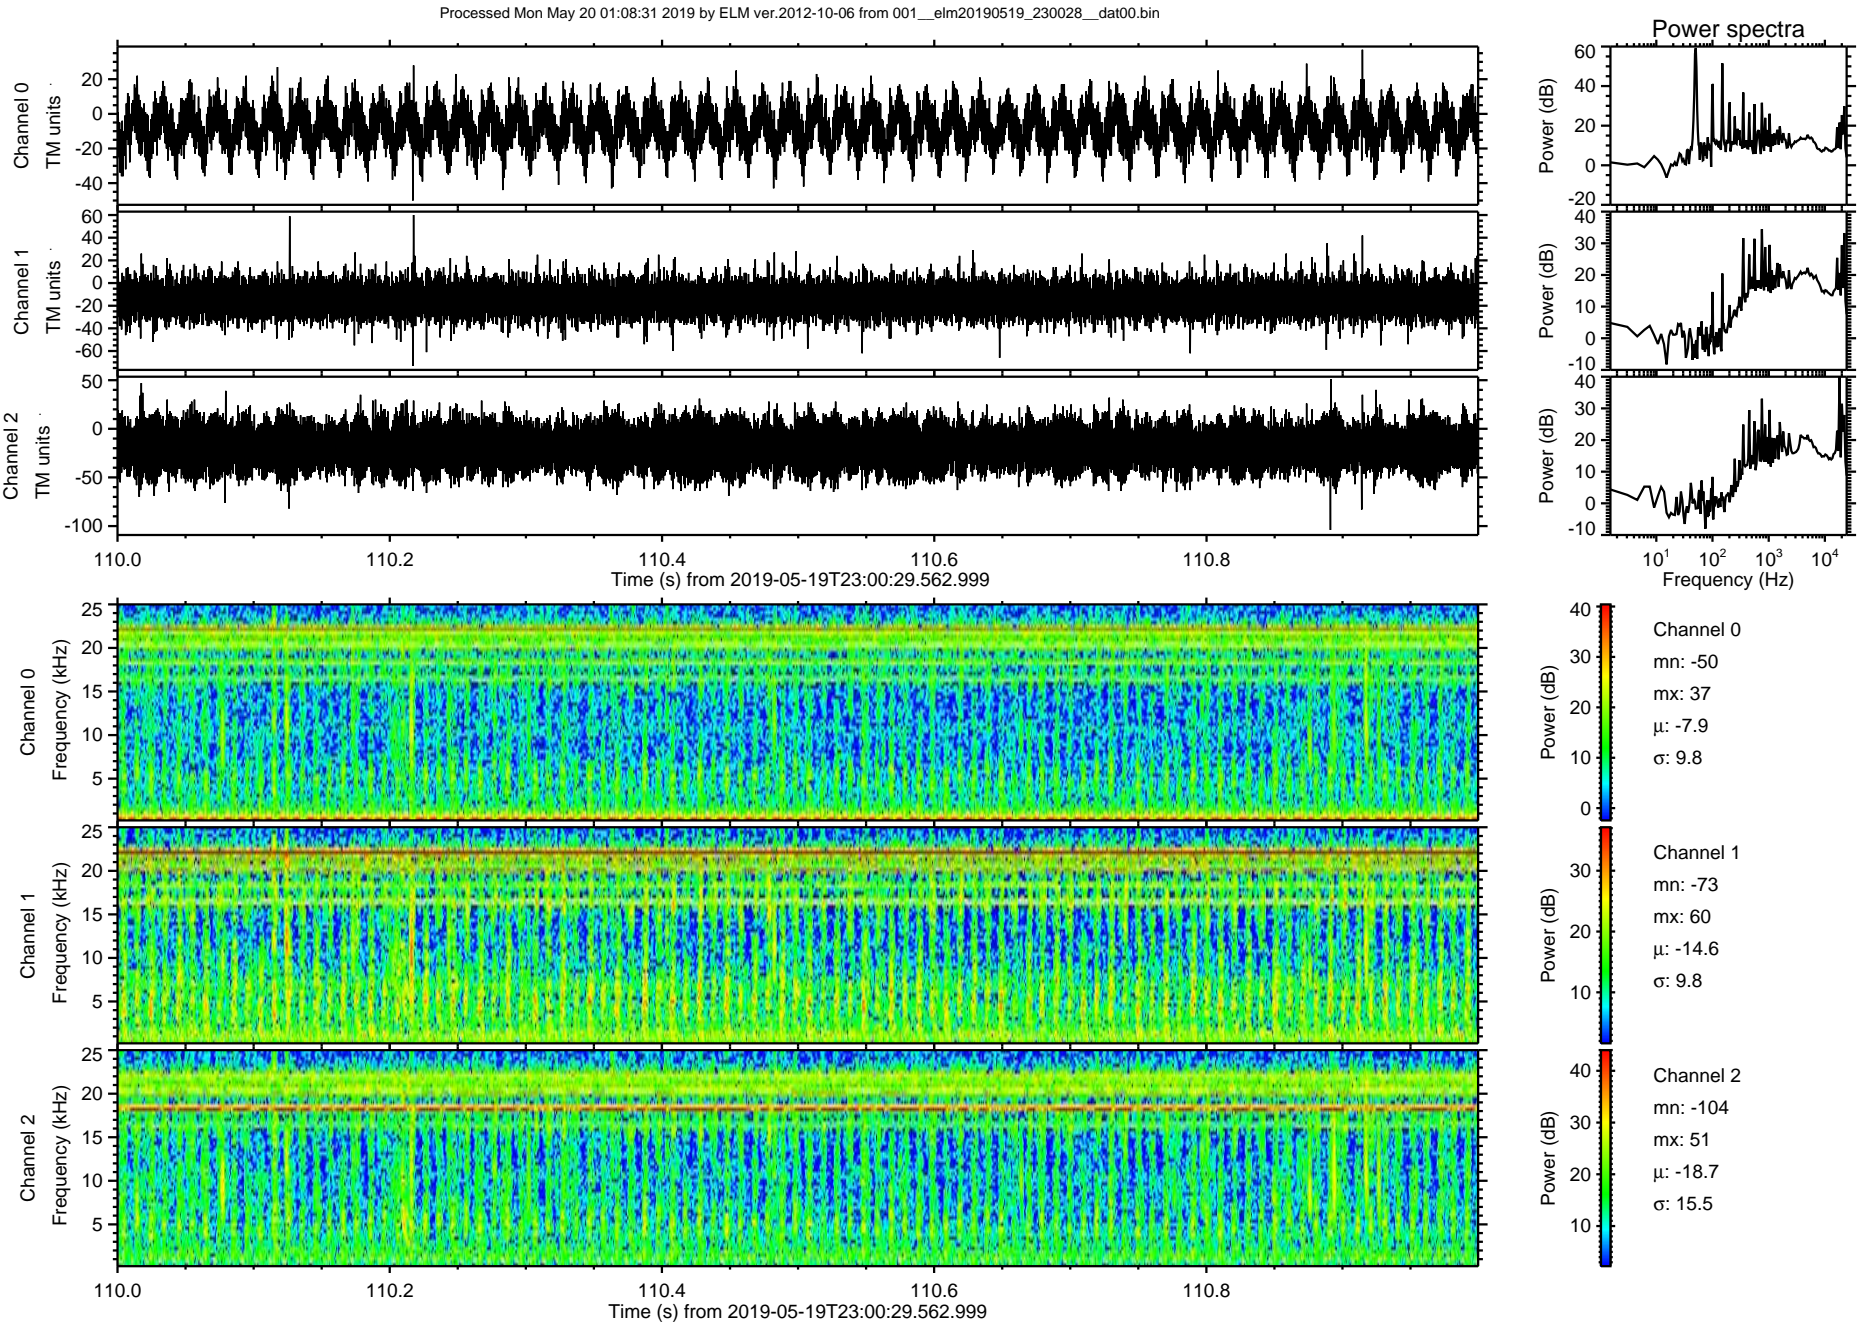 Processed Mon May 20 01:08:31 2019 by ELM ver.2012-10-06 from 001__elm20190519_230028__dat00.bin
Power spectra
Channel 0
TM units
20
0
-20
-40
Power (dB)
60
40
20
0
-20
Channel 1
TM units
60
40
20
0
-20
-40
-60
Power (dB)
40
30
20
10
0
-10
Channel 2
TM units
50
0
-50
-100
Power (dB)
40
30
20
10
0
-10
110.0 110.2 110.4 110.6 110.8
Time (s) from 2019-05-19T23:00:29.562.999
10¹ 10² 10³ 10⁴
Frequency (Hz)
Channel 0
Frequency (kHz)
25
20
15
10
5
Power (dB)
40
30
20
10
0
Channel 0
mn: -50
mx: 37
μ: -7.9
σ: 9.8
Channel 1
Frequency (kHz)
25
20
15
10
5
Power (dB)
30
20
10
Channel 1
mn: -73
mx: 60
μ: -14.6
σ: 9.8
Channel 2
Frequency (kHz)
25
20
15
10
5
Power (dB)
40
30
20
10
Channel 2
mn: -104
mx: 51
μ: -18.7
σ: 15.5
110.0 110.2 110.4 110.6 110.8
Time (s) from 2019-05-19T23:00:29.562.999